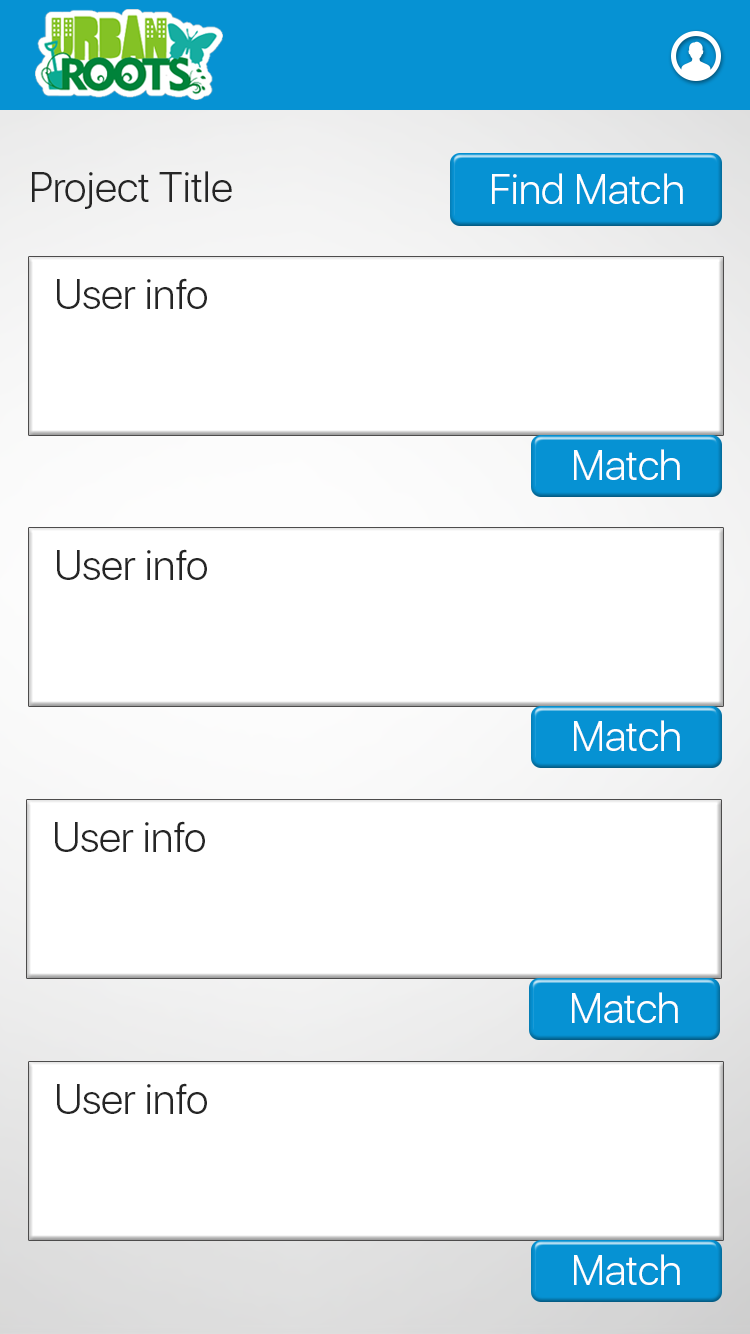 URBAN
ROOTS
Project Title
Find Match
User info
Match
User info
Match
User info
Match
User info
Match